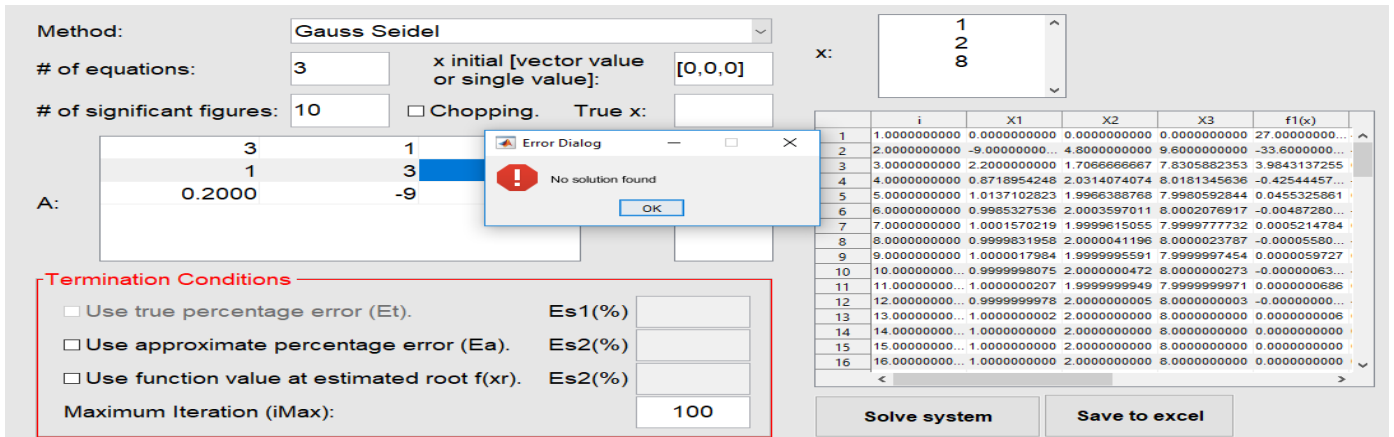 Method: Gauss Seidel
# of equations: 3
x initial [vector value
or single value]: [0,0,0]
# of significant figures: 10
Chopping. True x:
A:
3 1
1 3
0.2000 -9
Error Dialog
No solution found
OK
Termination Conditions
Use true percentage error (Et). Es1(%)
Use approximate percentage error (Ea). Es2(%)
Use function value at estimated root f(xr). Es2(%)
Maximum Iteration (iMax): 100
x:
1
2
8
i X1 X2 X3 f1(x)
1 1.0000000000 0.0000000000 0.0000000000 0.0000000000 27.00000000...
2 2.0000000000 -9.00000000... 4.8000000000 9.6000000000 -33.6000000...
3 3.0000000000 2.2000000000 1.7066666667 7.8305882353 3.9843137255
4 4.0000000000 0.8718954248 2.0314074074 8.0181345636 -0.42544457...
5 5.0000000000 1.0137102823 1.9966388768 7.9980592844 0.0455325861
6 6.0000000000 0.9985327536 2.0003597011 8.0002076917 -0.00487280...
7 7.0000000000 1.0001570219 1.9999615055 7.9999777732 0.0005214784
8 8.0000000000 0.9999831958 2.0000041196 8.0000023787 -0.00005580...
9 9.0000000000 1.0000017984 1.9999995591 7.9999997454 0.0000059727
10 10.00000000... 0.9999998075 2.0000000472 8.0000000273 -0.00000063...
11 11.00000000... 1.0000000207 1.9999999949 7.9999999971 0.0000000686
12 12.00000000... 0.9999999978 2.0000000005 8.0000000003 -0.00000000...
13 13.00000000... 1.0000000002 2.0000000000 8.0000000000 0.0000000006
14 14.00000000... 1.0000000000 2.0000000000 8.0000000000 0.0000000000
15 15.00000000... 1.0000000000 2.0000000000 8.0000000000 0.0000000000
16 16.00000000... 1.0000000000 2.0000000000 8.0000000000 0.0000000000
Solve system
Save to excel